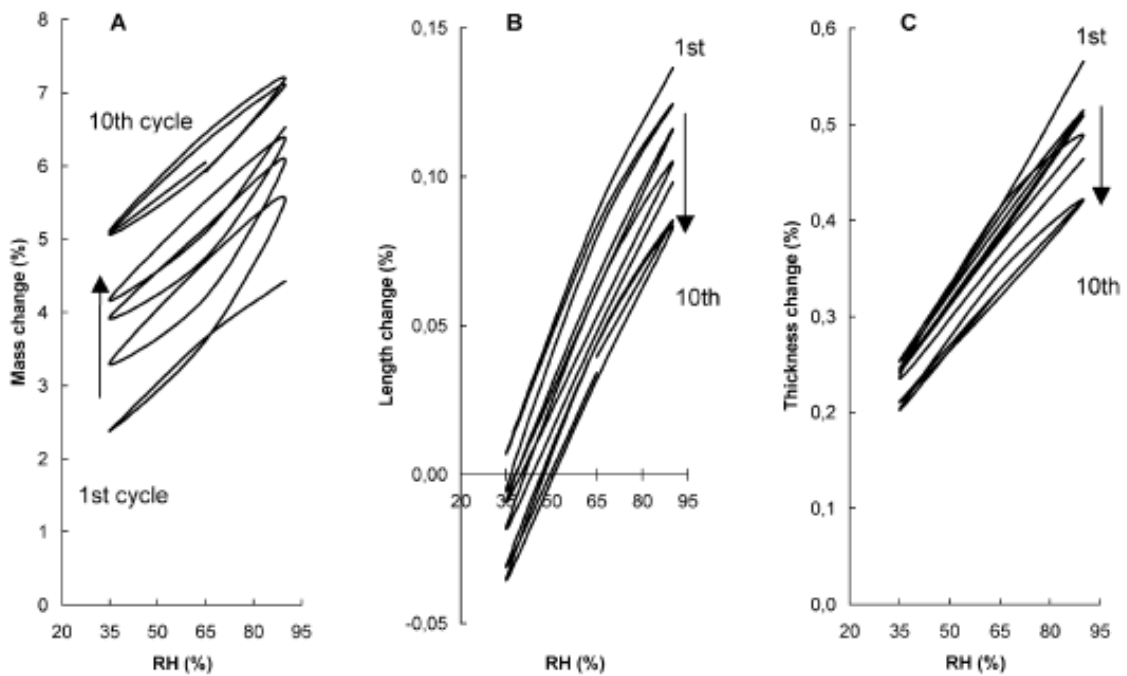 A
8
7
6
5
4
3
2
1
0
10th cycle
1st cycle
Mass change (%)
20 35 50 65 80 95
RH (%)
B
0,15
0,10
0,05
0,00
-0,05
1st
10th
Length change (%)
20 35 50 65 80 95
RH (%)
C
0,6
0,5
0,4
0,3
0,2
0,1
0,0
1st
10th
Thickness change (%)
20 35 50 65 80 95
RH (%)